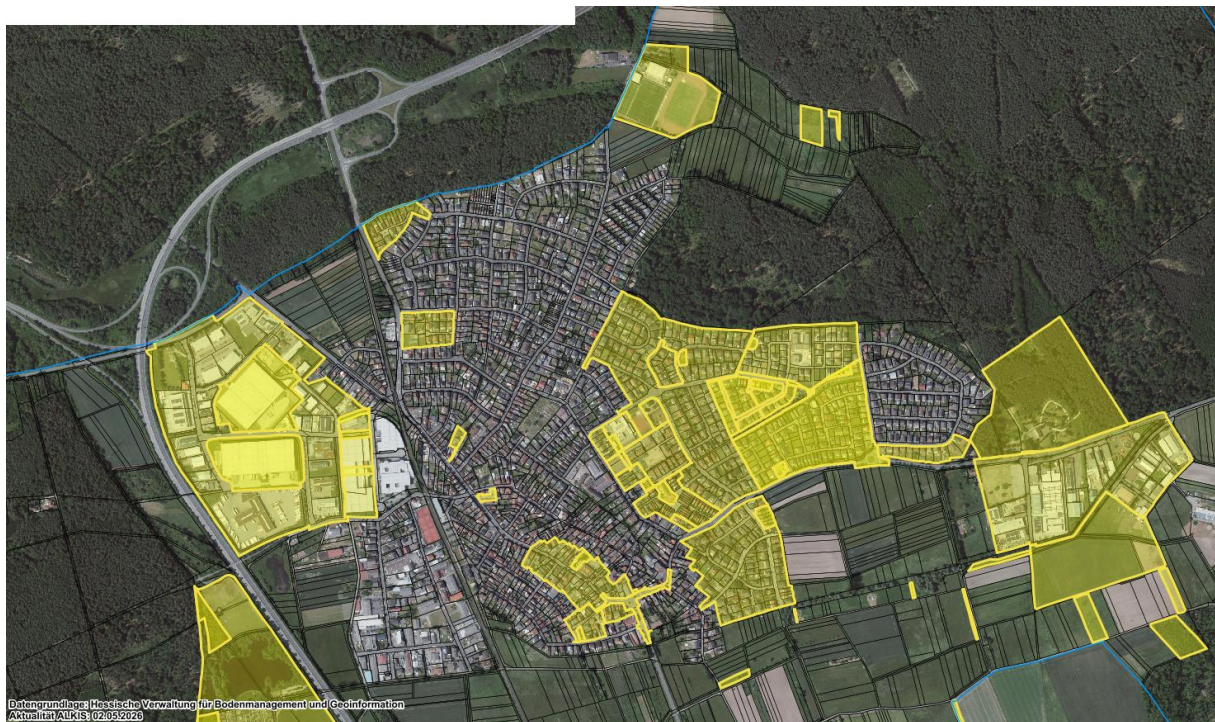 Datengrundlage: Hessische Verwaltung für Bodenmanagement und Geoinformation
Aktualität ALKIS: 02.05.2026